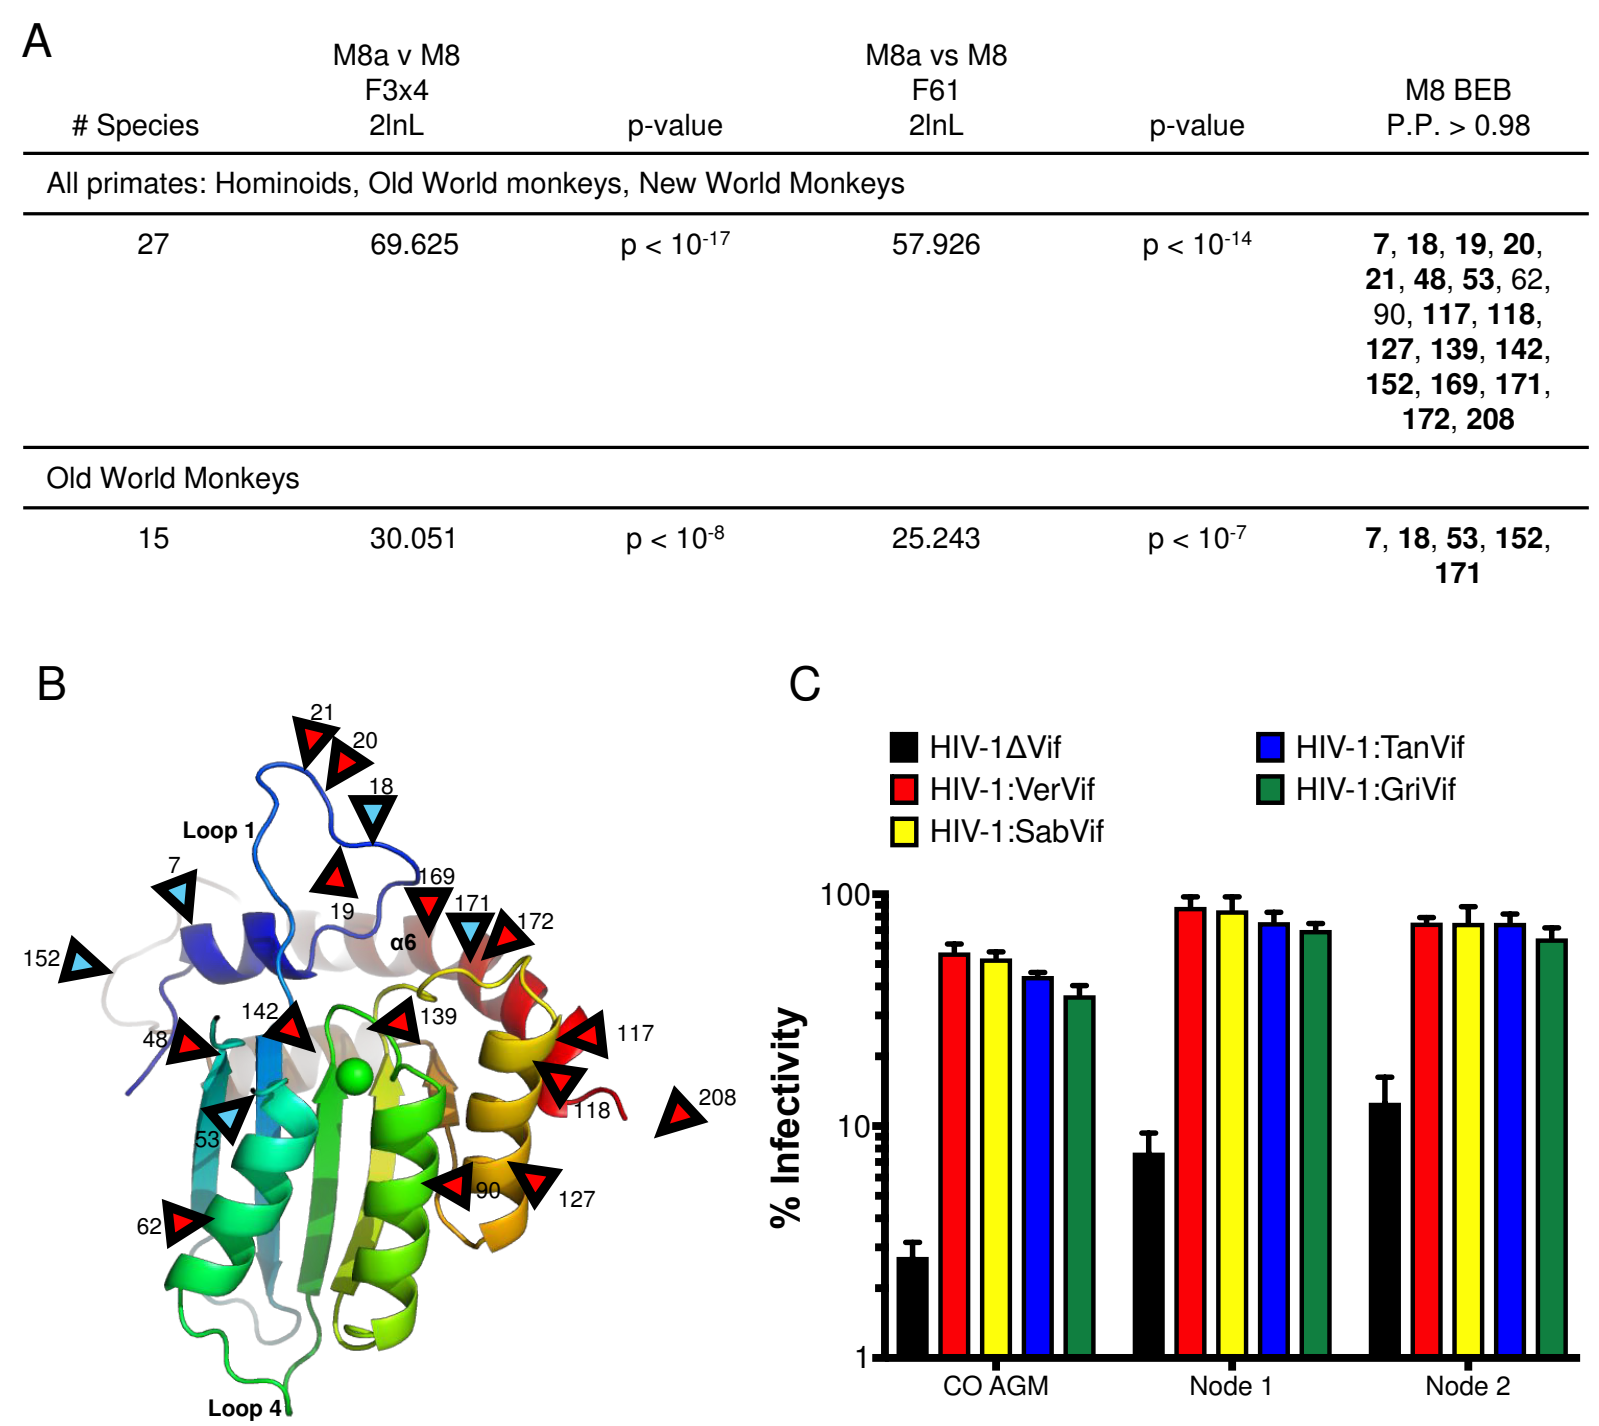 A
M8a v M8 M8a vs M8
F3x4 F61 M8 BEB
# Species 2lnL p-value 2lnL p-value P.P. > 0.98
All primates: Hominoids, Old World monkeys, New World Monkeys
27 69.625 p < 10-17 57.926 p < 10-14 7, 18, 19, 20,
21, 48, 53, 62,
90, 117, 118,
127, 139, 142,
152, 169, 171,
172, 208
Old World Monkeys
15 30.051 p < 10-8 25.243 p < 10-7 7, 18, 53, 152,
171
B
21
20
18
Loop 1
7
169
19
171
172
α6
152
142
139
48
117
118
208
53
90
127
62
Loop 4
C
HIV-1ΔVif
HIV-1:VerVif
HIV-1:SabVif
HIV-1:TanVif
HIV-1:GriVif
% Infectivity
100
10
1
CO AGM Node 1 Node 2